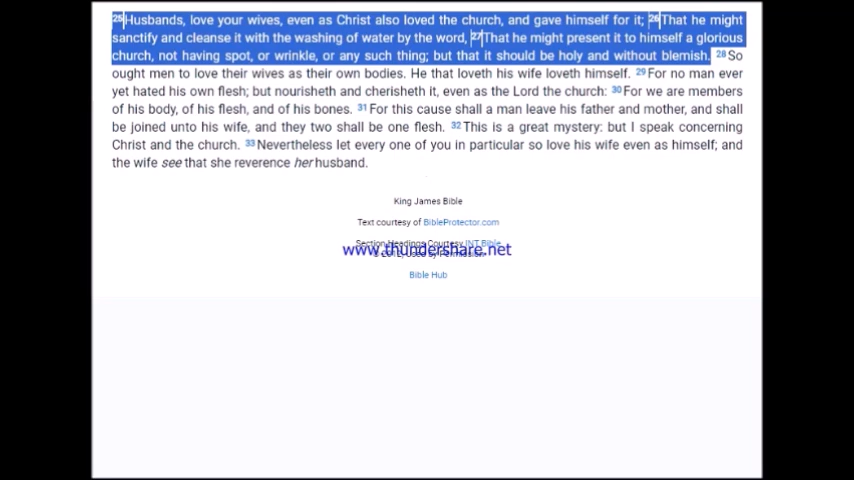 25Husbands, love your wives, even as Christ also loved the church, and gave himself for it; 26That he might
sanctify and cleanse it with the washing of water by the word, 27That he might present it to himself a glorious
church, not having spot, or wrinkle, or any such thing; but that it should be holy and without blemish. 28So
ought men to love their wives as their own bodies. He that loveth his wife loveth himself. 29For no man ever
yet hated his own flesh; but nourisheth and cherisheth it, even as the Lord the church: 30For we are members
of his body, of his flesh, and of his bones. 31For this cause shall a man leave his father and mother, and shall
be joined unto his wife, and they two shall be one flesh. 32This is a great mystery: but I speak concerning
Christ and the church. 33Nevertheless let every one of you in particular so love his wife even as himself; and
the wife see that she reverence her husband.
King James Bible
Text courtesy of BibleProtector.com
Section Headings Courtesy INT Bible
www.thundershare.net
© 2012, Used by Permission.
Bible Hub